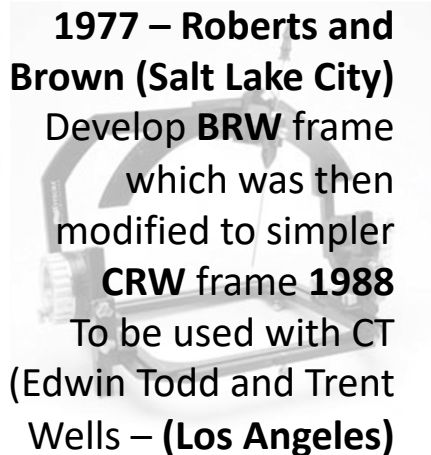 1977 – Roberts and
Brown (Salt Lake City)
Develop BRW frame
which was then
modified to simpler
CRW frame 1988
To be used with CT
(Edwin Todd and Trent
Wells – (Los Angeles)